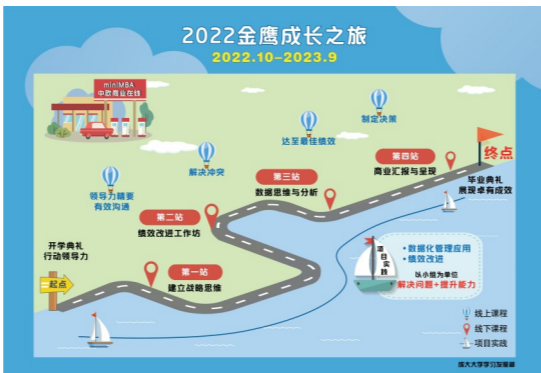 2022金鹰成长之旅
2022.10-2023.9
miniMBA
中欧商业在线
制定决策
达至最佳绩效
解决冲突
领导力精要
有效沟通
第四站
商业汇报与呈现
终点
毕业典礼
展现卓有成效
第三站
数据思维与分析
第二站
绩效改进工作坊
开学典礼
行动领导力
起点
第一站
建立战略思维
项目实践
•数据化管理应用
•绩效改进
以小组为单位
解决问题+提升能力
线上课程
线下课程
项目实践